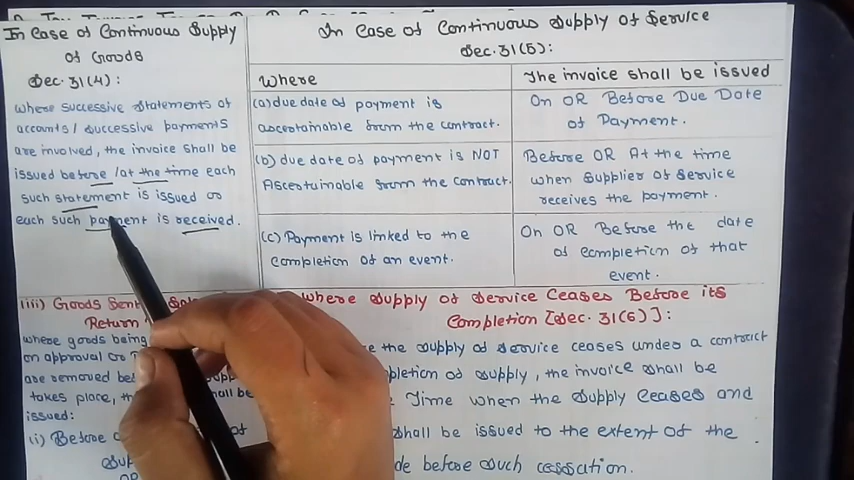 In Case of Continuous Supply
of Goods
Sec. 31(4) :
where successive statements of
accounts / successive payments
are involved, the invoice shall be
issued before / at the time each
such statement is issued or
each such payment is received.
In Case of Continuous Supply of Service
Sec. 31(5) :
Where
The invoice shall be issued
(a) due date of payment is
ascertainable from the contract.
On OR Before Due Date
of Payment.
(b) due date of payment is NOT
Ascertainable from the Contract.
Before OR At the time
when Supplier of Service
receives the payment.
(c) Payment is linked to the
completion of an event.
On OR Before the date
of completion of that
event.
(iii) Goods Sent
Return
where goods being
on approval or
are removed
takes place,
issued:
(i) Before
OR
Where Supply of Service Ceases Before its
Completion [Sec. 31(6)] :
the supply of service ceases under a contract
of supply, the invoice shall be
Time when the Supply Ceases and
shall be issued to the extent of the
before such cessation.